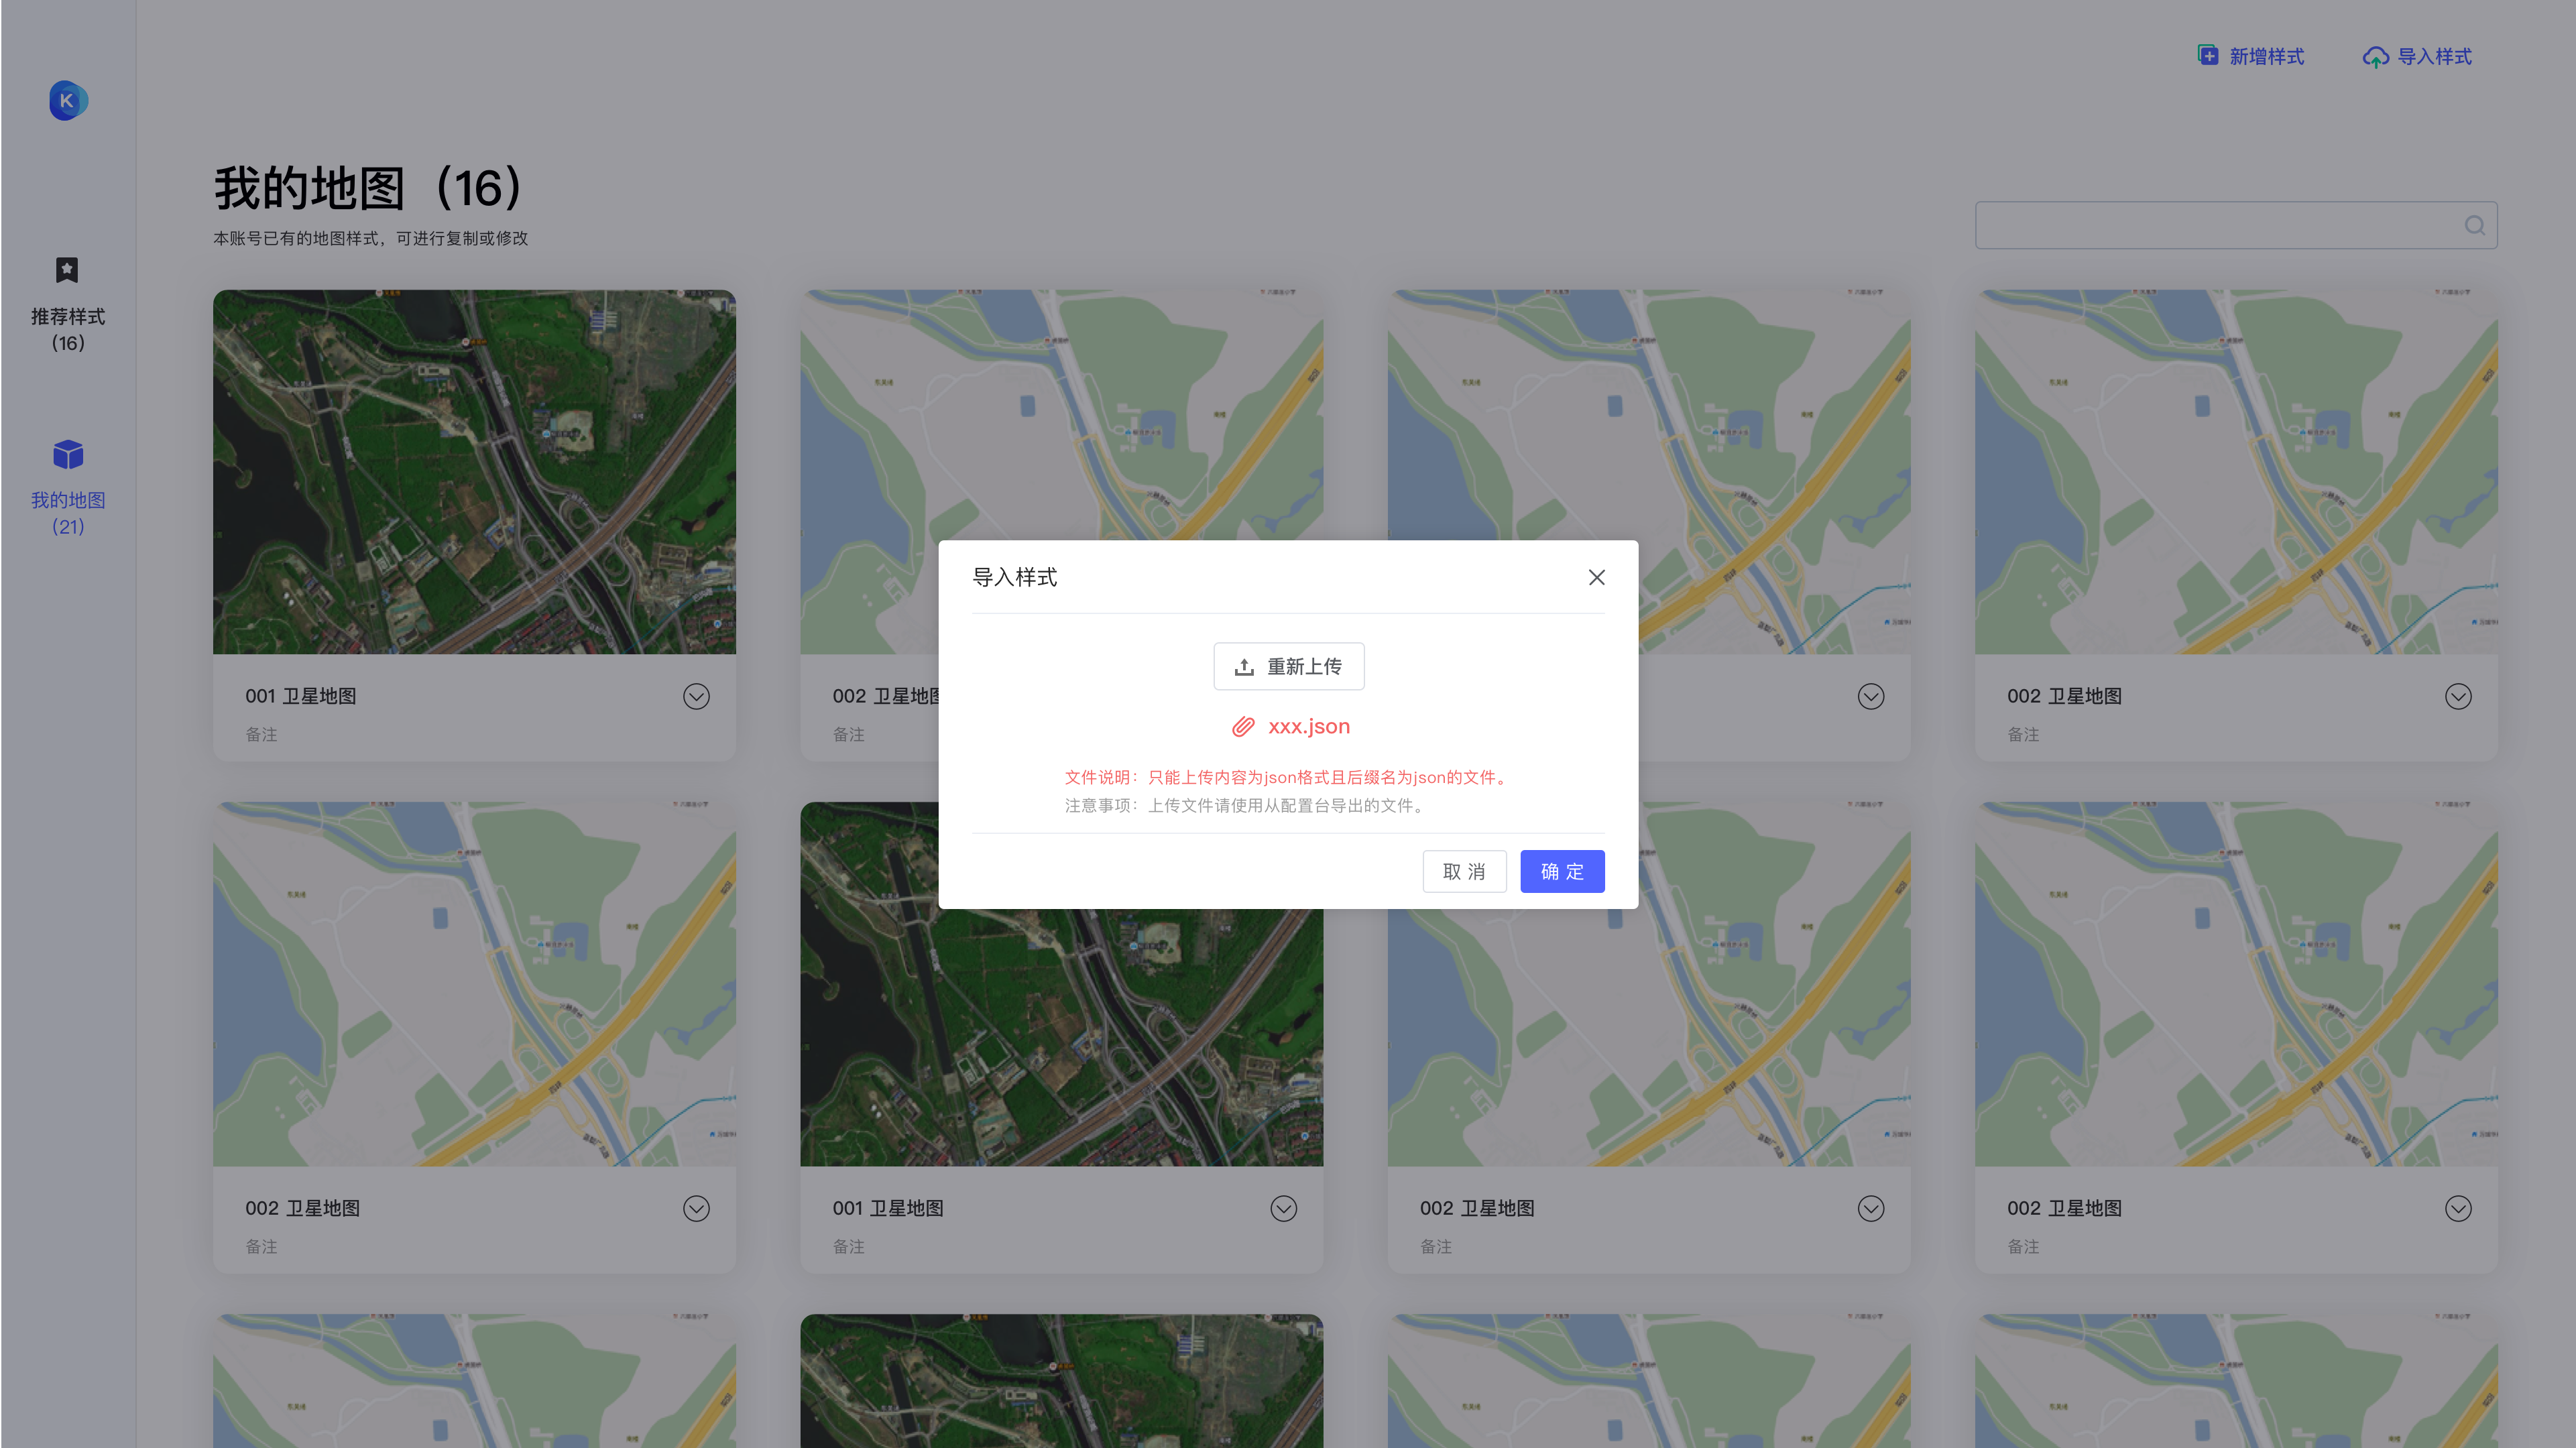 新增样式
导入样式
K
我的地图（16）
本账号已有的地图样式，可进行复制或修改
推荐样式
(16)
我的地图
(21)
001 卫星地图
备注
002 卫星地图
备注
002 卫星地图
备注
导入样式
重新上传
xxx.json
文件说明：只能上传内容为json格式且后缀名为json的文件。
注意事项：上传文件请使用从配置台导出的文件。
取 消
确 定
002 卫星地图
备注
001 卫星地图
备注
002 卫星地图
备注
002 卫星地图
备注